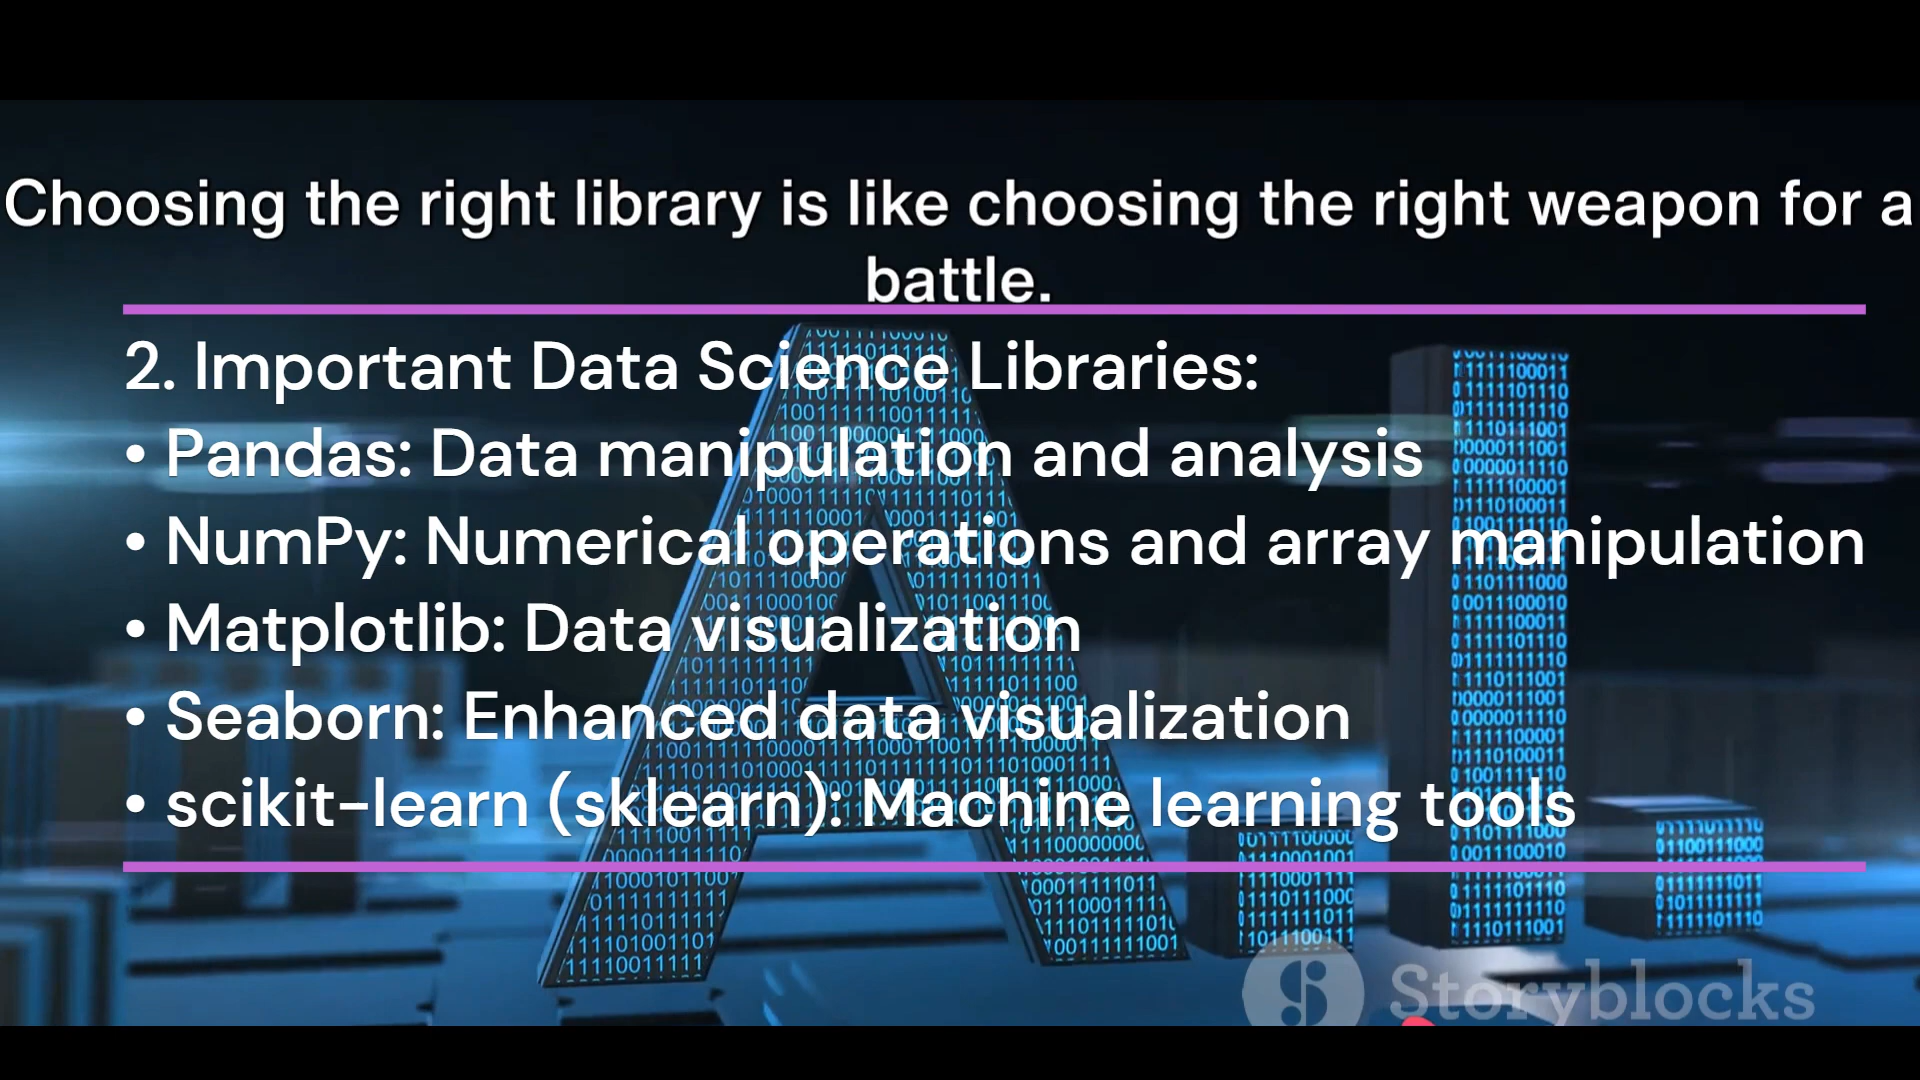 Choosing the right library is like choosing the right weapon for a
battle.
2. Important Data Science Libraries:
• Pandas: Data manipulation and analysis
• NumPy: Numerical operations and array manipulation
• Matplotlib: Data visualization
• Seaborn: Enhanced data visualization
• scikit-learn (sklearn): Machine learning tools
Storyblocks